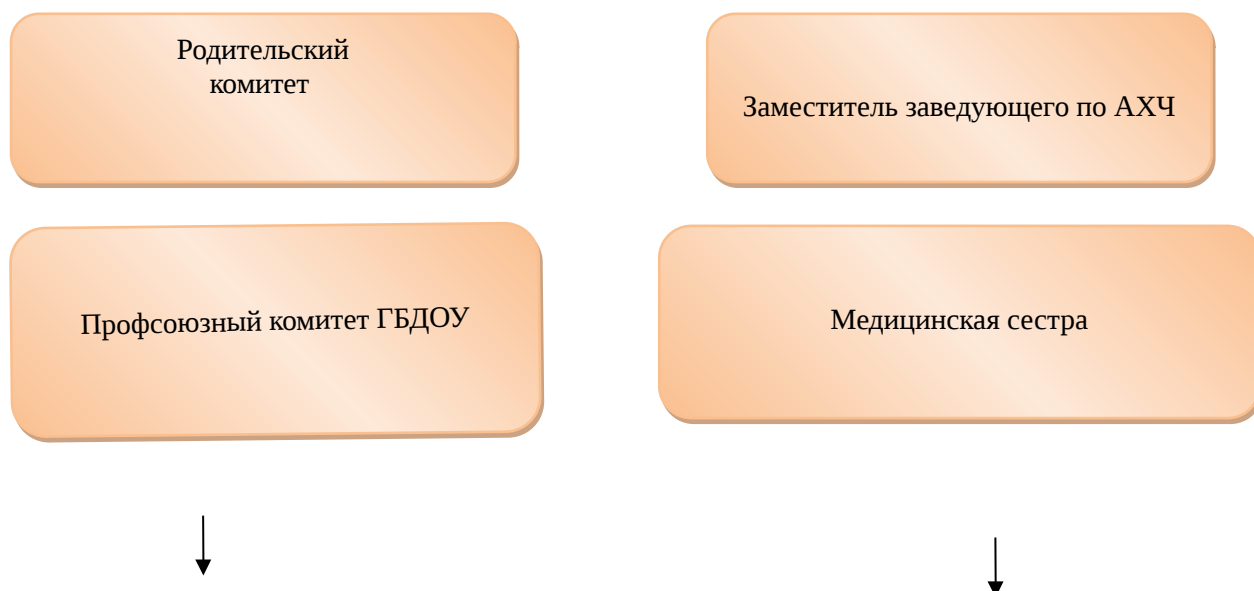 Родительский
комитет
Заместитель заведующего по АХЧ
Профсоюзный комитет ГБДОУ
Медицинская сестра